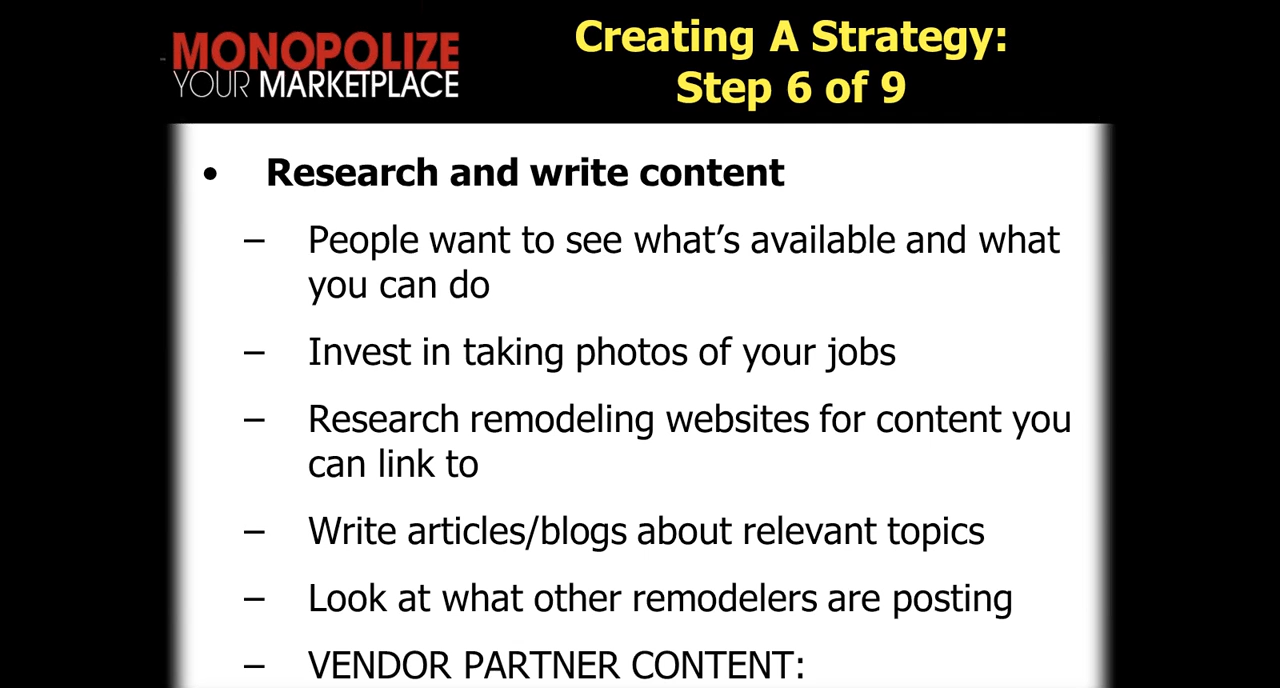 MONOPOLIZE
YOUR MARKETPLACE
Creating A Strategy:
Step 6 of 9
• Research and write content
– People want to see what’s available and what
you can do
– Invest in taking photos of your jobs
– Research remodeling websites for content you
can link to
– Write articles/blogs about relevant topics
– Look at what other remodelers are posting
– VENDOR PARTNER CONTENT: